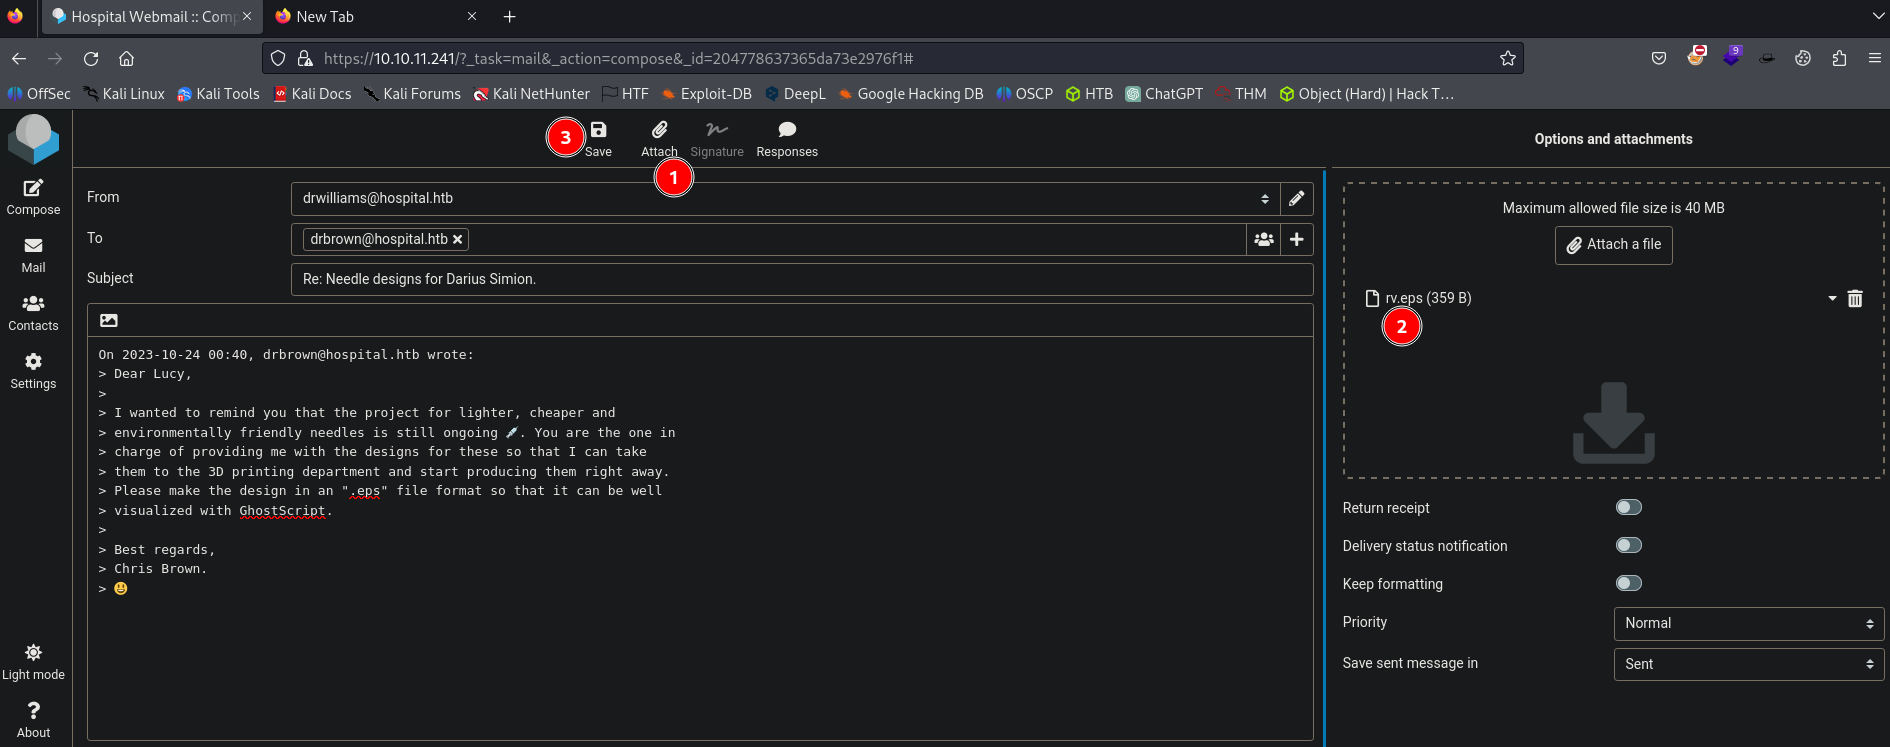 Hospital Webmail :: Comp
New Tab
https://10.10.11.241/?_task=mail&_action=compose&_id=204778637365da73e2976f1#
9
OffSec
Kali Linux
Kali Tools
Kali Docs
Kali Forums
Kali NetHunter
HTF
Exploit-DB
DeepL
Google Hacking DB
OSCP
HTB
ChatGPT
THM
Object (Hard) | Hack T…
Compose
Mail
Contacts
Settings
Light mode
About
3
Save
Attach
Signature
Responses
1
From
drwilliams@hospital.htb
To
drbrown@hospital.htb
Subject
Re: Needle designs for Darius Simion.
On 2023-10-24 00:40, drbrown@hospital.htb wrote:
> Dear Lucy,
>
> I wanted to remind you that the project for lighter, cheaper and
> environmentally friendly needles is still ongoing 💉. You are the one in
> charge of providing me with the designs for these so that I can take
> them to the 3D printing department and start producing them right away.
> Please make the design in an ".eps" file format so that it can be well
> visualized with GhostScript.
>
> Best regards,
> Chris Brown.
> 😃
Options and attachments
Maximum allowed file size is 40 MB
Attach a file
rv.eps (359 B)
2
Return receipt
Delivery status notification
Keep formatting
Priority
Normal
Save sent message in
Sent